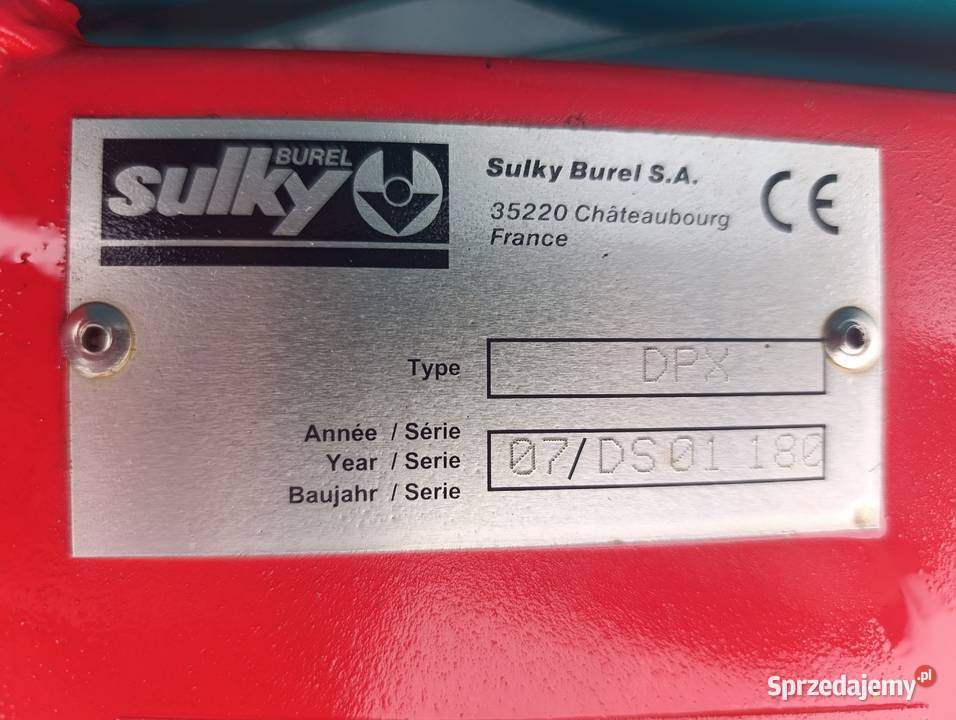 BUREL
sulky
Sulky Burel S.A.
35220 Châteaubourg
France
CE
Type DPX
Année / Série
Year / Serie 07/DS01 180
Baujahr / Serie
Sprzedajemy.pl